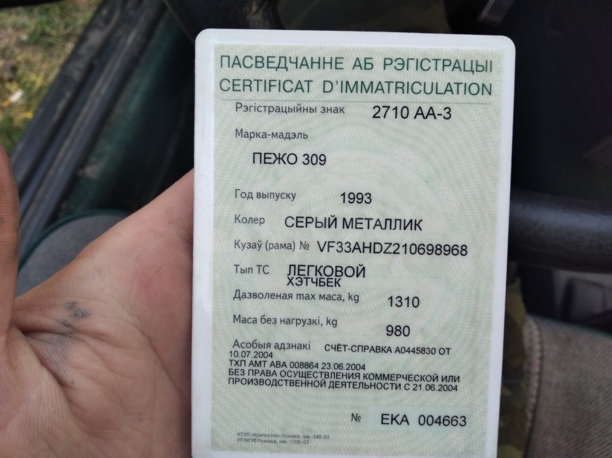 ПАСВЕДЧАННЕ АБ РЭГІСТРАЦЫІ
CERTIFICAT D'IMMATRICULATION
Рэгістрацыйны знак 2710 АА-3
Марка-мадэль
ПЕЖО 309
Год выпуску 1993
Колер СЕРЫЙ МЕТАЛЛИК
Кузаў (рама) № VF33AHDZ210698968
Тып ТС ЛЕГКОВОЙ
ХЭТЧБЕК
Дазволеная max маса, kg 1310
Маса без нагрузкі, kg 980
Асобыя адзнакі СЧЁТ-СПРАВКА А0445830 ОТ
10.07.2004
ТХП АМТ АВА 008864 23.06.2004
БЕЗ ПРАВА ОСУЩЕСТВЛЕНИЯ КОММЕРЧЕСКОЙ ИЛИ
ПРОИЗВОДСТВЕННОЙ ДЕЯТЕЛЬНОСТИ С 21.06.2004
№ ЕКА 004663